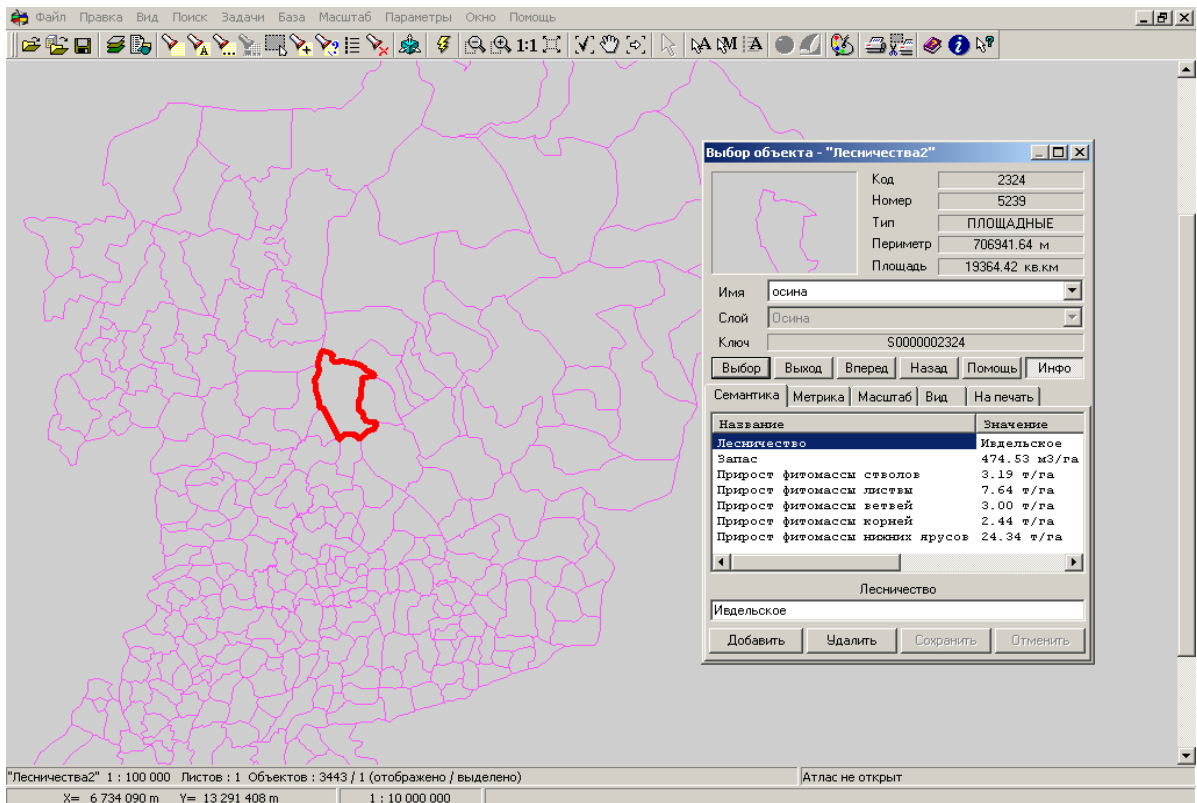 Файл Правка Вид Поиск Задачи База Масштаб Параметры Окно Помощь
1:1 A M A
Выбор объекта - "Лесничества2"
Код 2324
Номер 5239
Тип ПЛОЩАДНЫЕ
Периметр 706941.64 м
Площадь 19364.42 кв.км
Имя осина
Слой Осина
Ключ S0000002324
Выбор Выход Вперед Назад Помощь Инфо
Семантика Метрика Масштаб Вид На печать
Название Значение
Лесничество Ивдельское
Запас 474.53 м3/га
Прирост фитомассы стволов 3.19 т/га
Прирост фитомассы листвы 7.64 т/га
Прирост фитомассы ветвей 3.00 т/га
Прирост фитомассы корней 2.44 т/га
Прирост фитомассы нижних ярусов 24.34 т/га
Лесничество
Ивдельское
Добавить Удалить Сохранить Отменить
"Лесничества2" 1 : 100 000 Листов : 1 Объектов : 3443 / 1 (отображено / выделено) Атлас не открыт
X= 6 734 090 m Y= 13 291 408 m 1 : 10 000 000